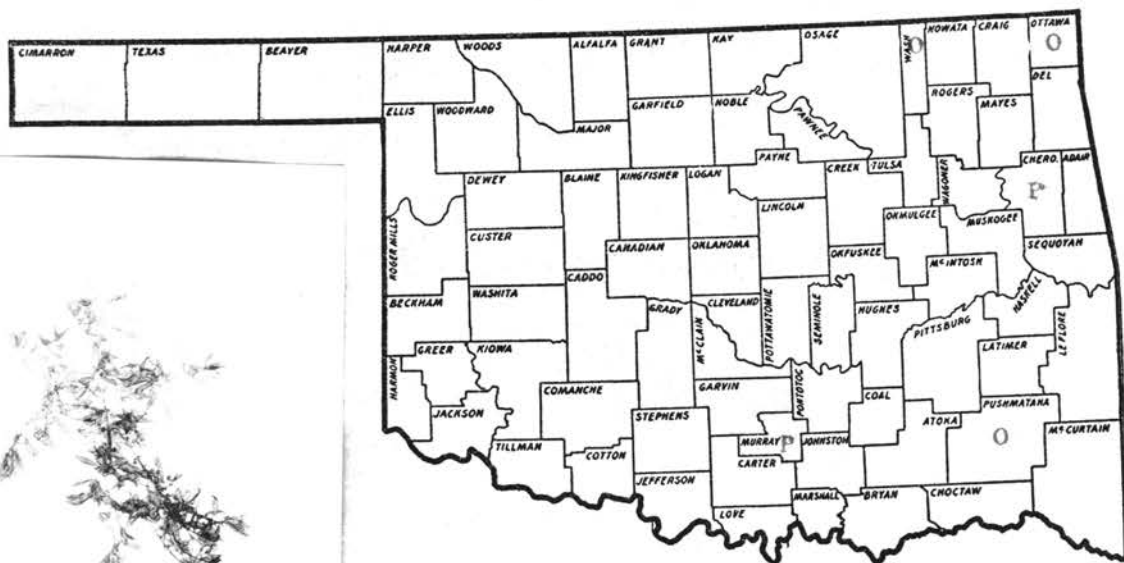 CIMARRON TEXAS BEAVER HARPER WOODS ALFALFA GRANT KAY OSAGE WASH O NOWATA CRAIG OTTAWA O
ELLIS WOODWARD MAJOR GARFIELD NOBLE PAWNEE ROGERS MAYES DEL
DEWEY BLAINE KINGFISHER LOGAN PAYNE CREEK TULSA WAGONER CHERO. P ADAIR
ROGER MILLS CUSTER CANADIAN OKLAHOMA LINCOLN OKMULGEE MUSKOGEE SEQUOYAH
BECKHAM WASHITA CADDO GRADY CLEVELAND POTTAWATOMIE SEMINOLE OKFUSKEE HUGHES McINTOSH PITTSBURG HASKELL
HARMON GREER KIOWA COMANCHE McCLAIN GARVIN PONTOTOC COAL LATIMER LEFLORE
JACKSON TILLMAN COTTON STEPHENS MURRAY P JOHNSTON ATOKA PUSHMATAHA O McCURTAIN
JEFFERSON CARTER LOVE MARSHALL BRYAN CHOCTAW